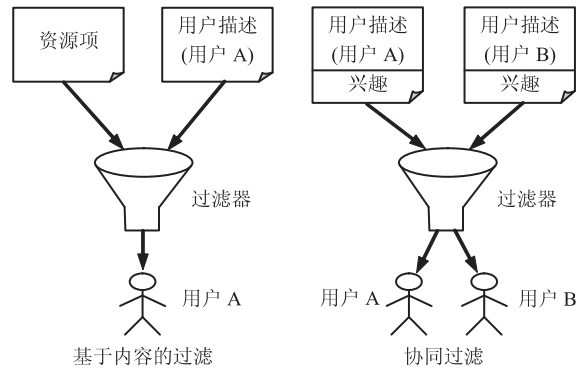 资源项
用户描述
(用户 A)
过滤器
用户 A
基于内容的过滤
用户描述
(用户 A)
兴趣
用户描述
(用户 B)
兴趣
过滤器
用户 A
用户 B
协同过滤